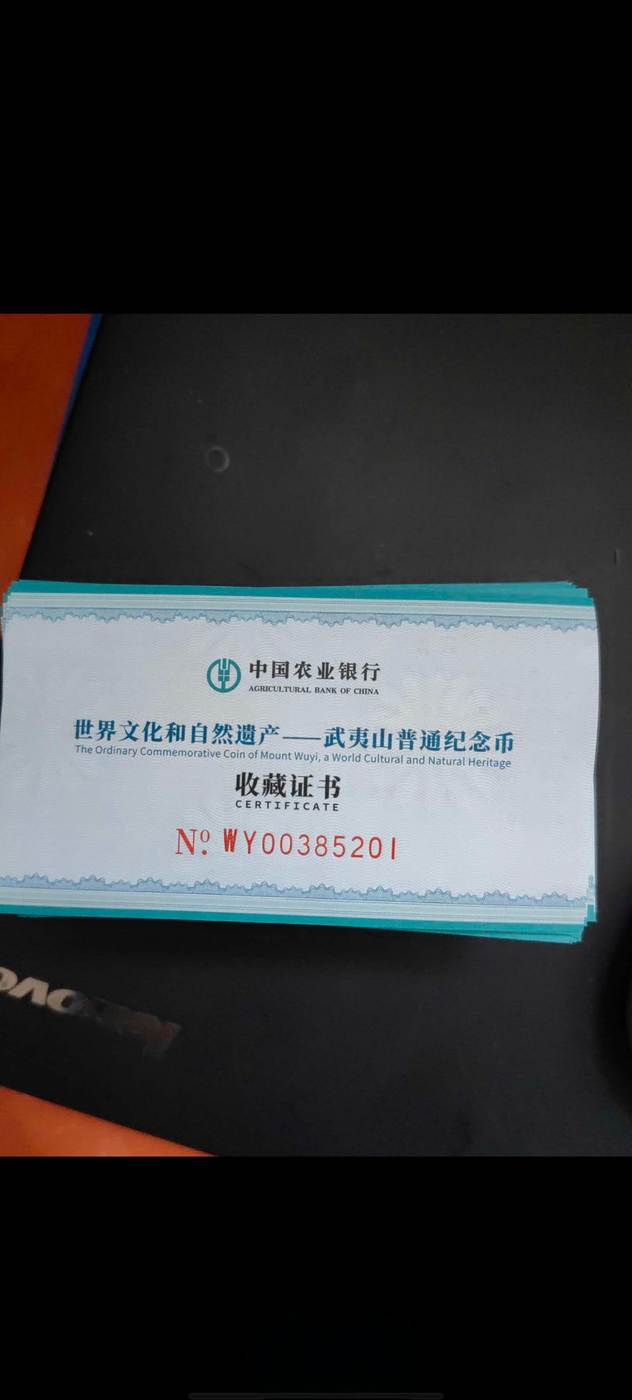 中国农业银行
AGRICULTURAL BANK OF CHINA
世界文化和自然遗产——武夷山普通纪念币
The Ordinary Commemorative Coin of Mount Wuyi, a World Cultural and Natural Heritage
收藏证书
CERTIFICATE
Nº WY00385201